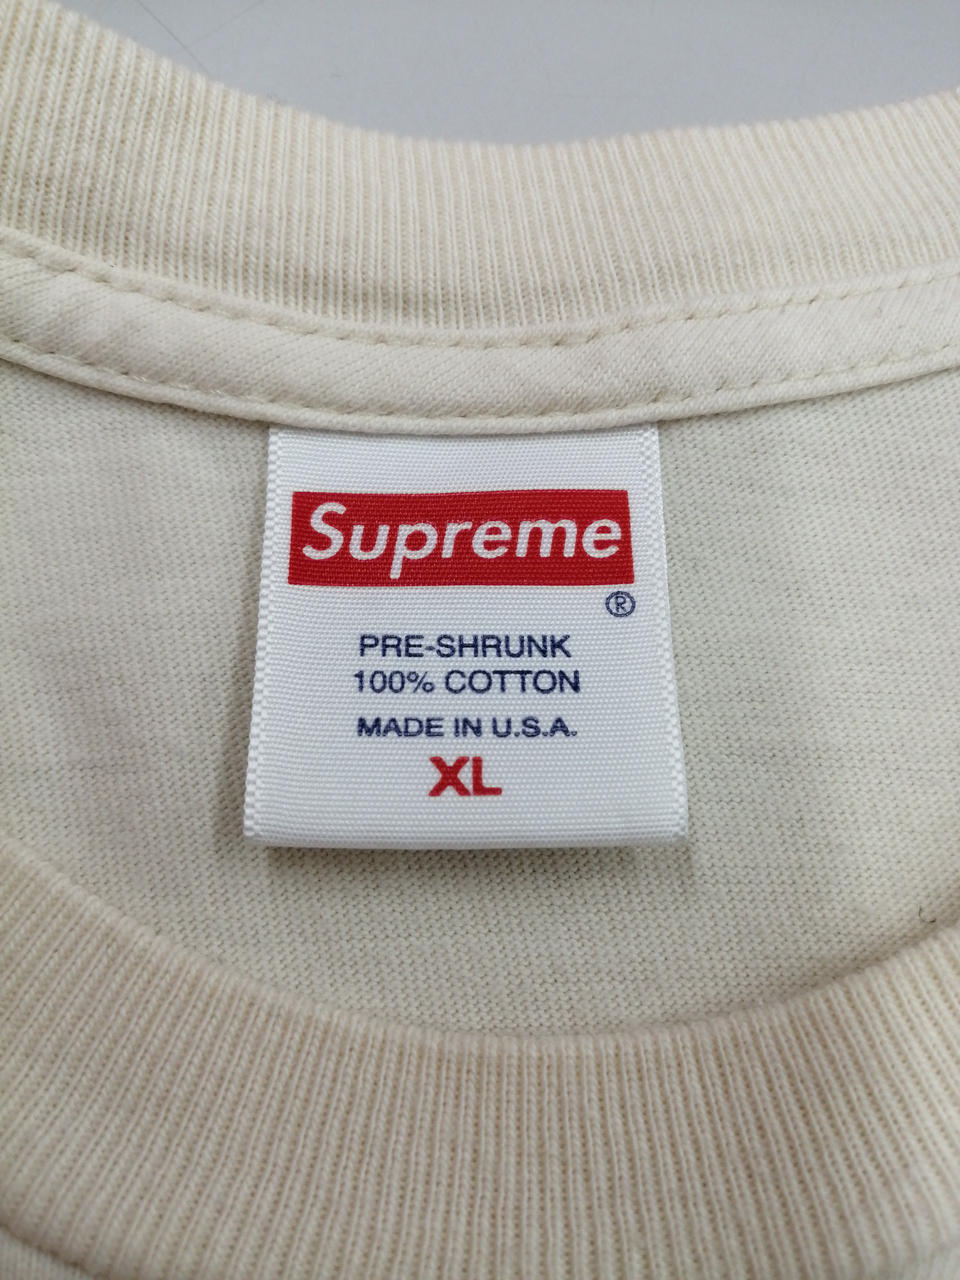 Supreme
®
PRE-SHRUNK
100% COTTON
MADE IN U.S.A.
XL